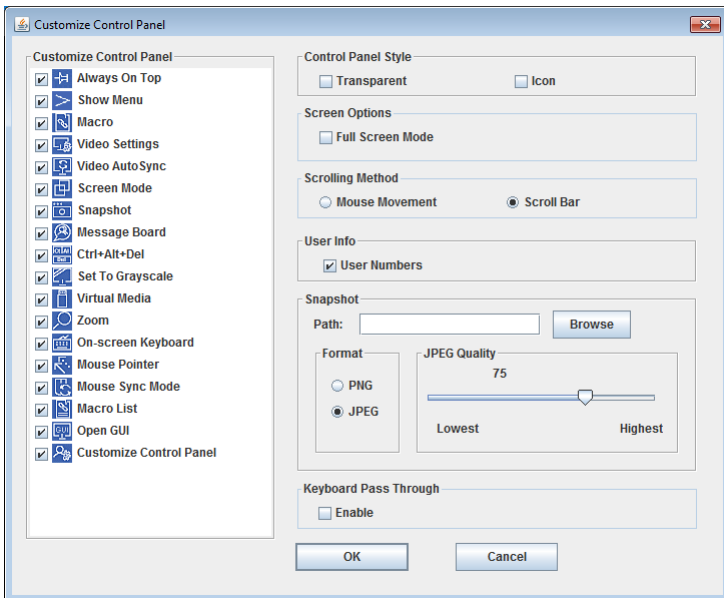 Customize Control Panel
Customize Control Panel
Always On Top
Show Menu
Macro
Video Settings
Video AutoSync
Screen Mode
Snapshot
Message Board
Ctrl+Alt+Del
Set To Grayscale
Virtual Media
Zoom
On-screen Keyboard
Mouse Pointer
Mouse Sync Mode
Macro List
GUI Open GUI
Customize Control Panel
Control Panel Style
Transparent Icon
Screen Options
Full Screen Mode
Scrolling Method
Mouse Movement Scroll Bar
User Info
User Numbers
Snapshot
Path: Browse
Format
PNG
JPEG
JPEG Quality
75
Lowest Highest
Keyboard Pass Through
Enable
OK Cancel